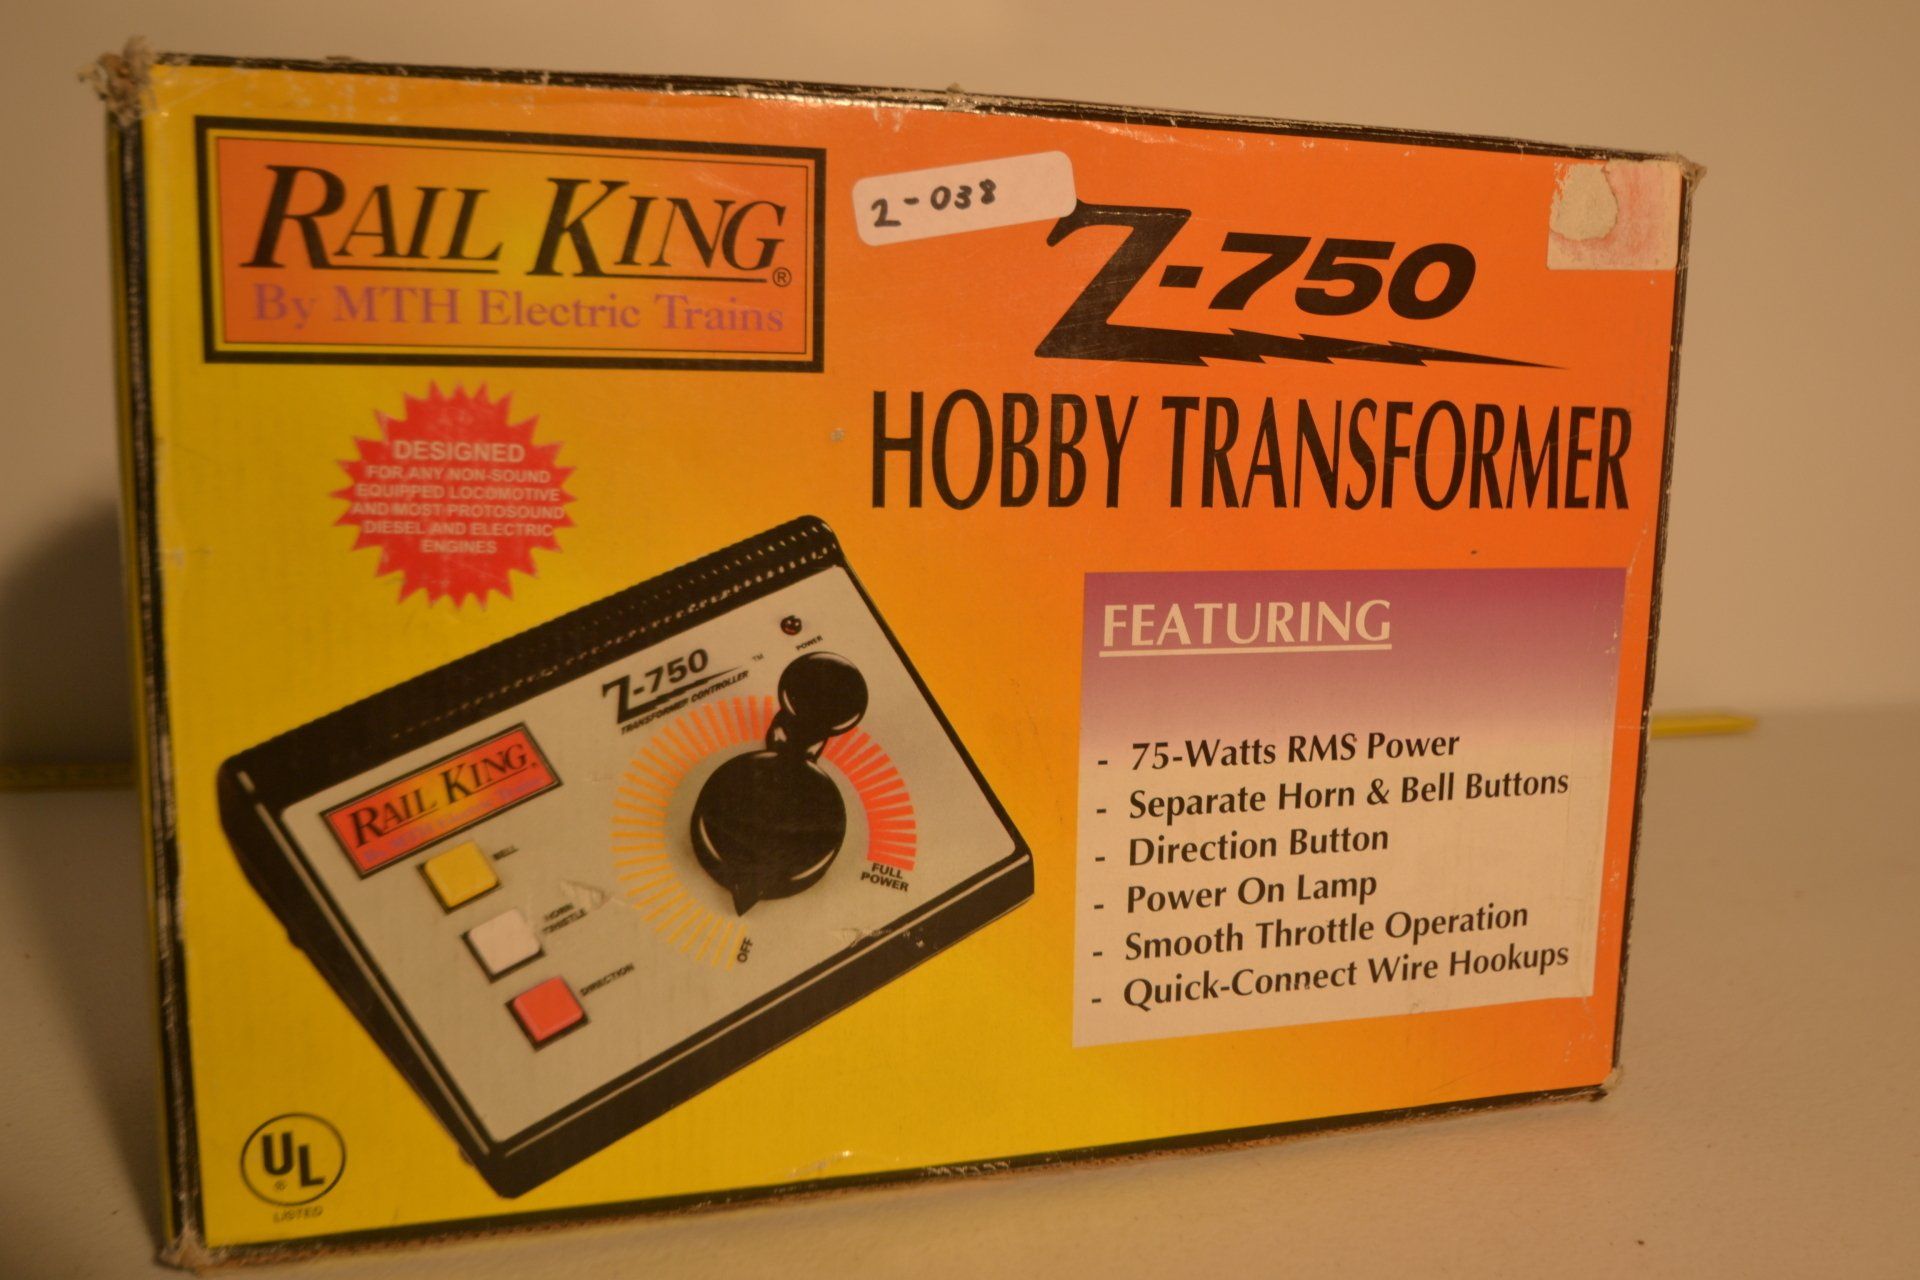 RAIL KING®
By MTH Electric Trains
2-038
Z-750
HOBBY TRANSFORMER
DESIGNED
FOR ANY NON-SOUND
EQUIPPED LOCOMOTIVE
AND MOST PROTOSOUND
DIESEL AND ELECTRIC
ENGINES
FEATURING
- 75-Watts RMS Power
- Separate Horn & Bell Buttons
- Direction Button
- Power On Lamp
- Smooth Throttle Operation
- Quick-Connect Wire Hookups
POWER
Z-750 ™
TRANSFORMER CONTROLLER
RAIL KING®
BELL
HORN
WHISTLE
DIRECTION
FULL
POWER
OFF
UL®
LISTED